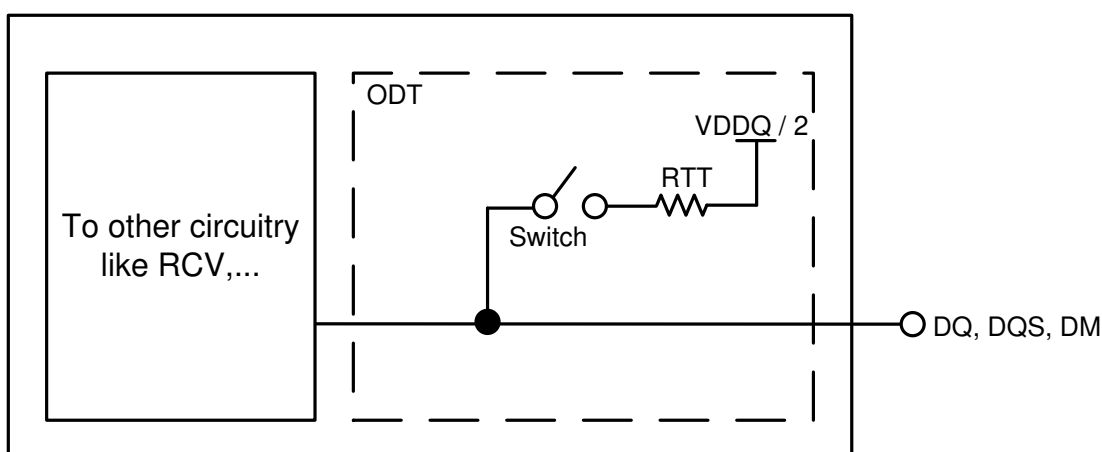 ODT
VDDQ / 2
RTT
Switch
To other circuitry
like RCV,...
DQ, DQS, DM